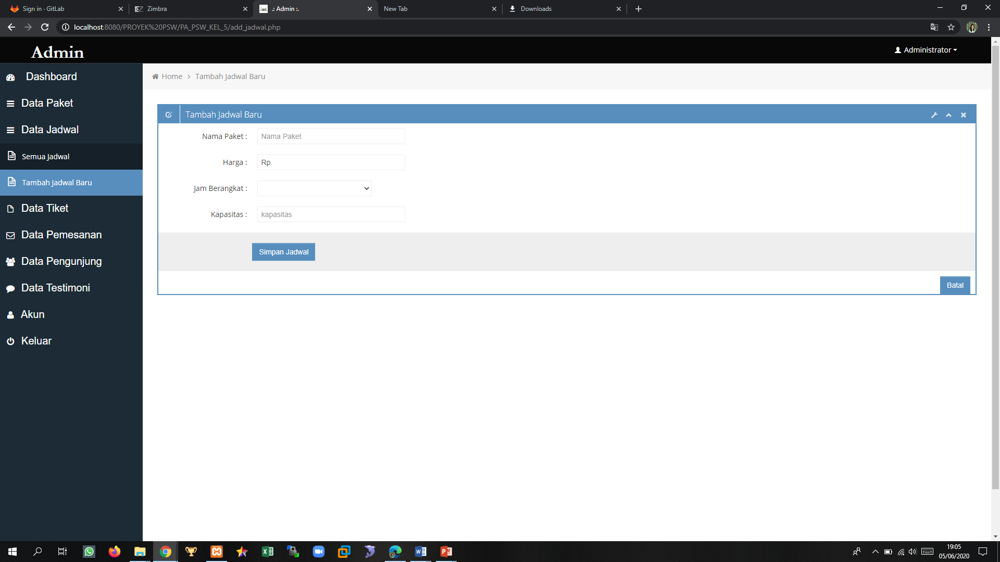 Sign in · GitLab
Zimbra
.: Admin :.
New Tab
Downloads
localhost:8080/PROYEK%20PSW/PA_PSW_KEL_5/add_jadwal.php
Admin
Administrator
Dashboard
Data Paket
Data Jadwal
Semua Jadwal
Tambah Jadwal Baru
Data Tiket
Data Pemesanan
Data Pengunjung
Data Testimoni
Akun
Keluar
Home > Tambah Jadwal Baru
Tambah Jadwal Baru
Nama Paket : Nama Paket
Harga : Rp.
Jam Berangkat :
Kapasitas : kapasitas
Simpan Jadwal
Batal
19:05
05/06/2020